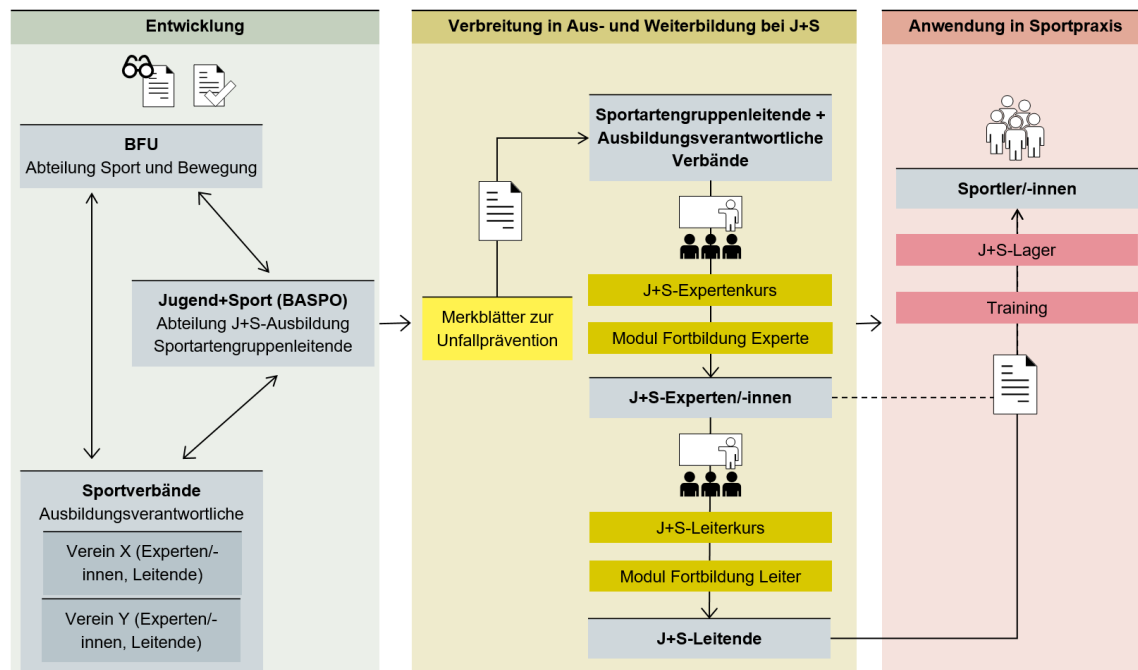 Entwicklung
BFU
Abteilung Sport und Bewegung
Jugend+Sport (BASPO)
Abteilung J+S-Ausbildung
Sportartengruppenleitende
Sportverbände
Ausbildungsverantwortliche
Verein X (Experten/-
innen, Leitende)
Verein Y (Experten/-
innen, Leitende)
Verbreitung in Aus- und Weiterbildung bei J+S
Merkblätter zur
Unfallprävention
Sportartengruppenleitende +
Ausbildungsverantwortliche
Verbände
J+S-Expertenkurs
Modul Fortbildung Experte
J+S-Experten/-innen
J+S-Leiterkurs
Modul Fortbildung Leiter
J+S-Leitende
Anwendung in Sportpraxis
Sportler/-innen
J+S-Lager
Training